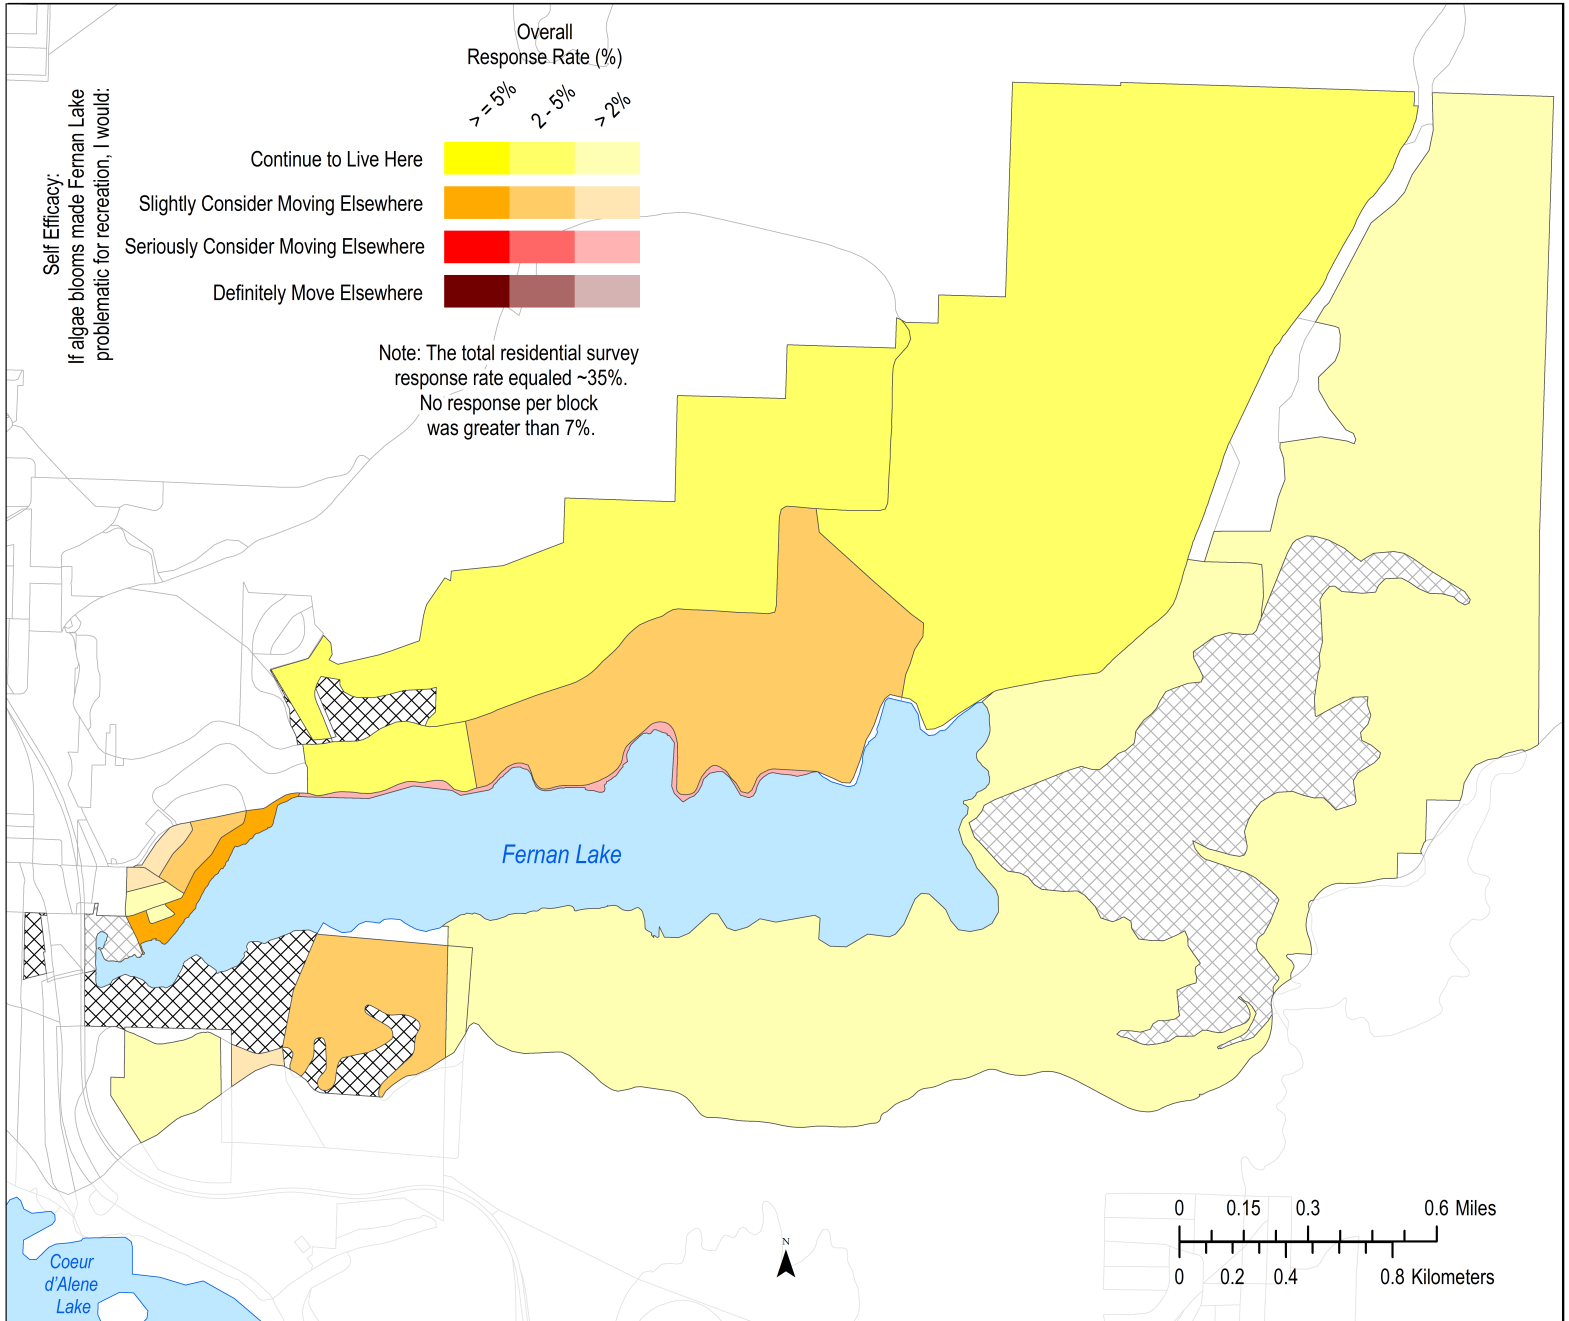 Overall
Response Rate (%)
> = 5%
2 - 5%
> 2%
Self Efficacy:
If algae blooms made Fernan Lake
problematic for recreation, I would:
Continue to Live Here
Slightly Consider Moving Elsewhere
Seriously Consider Moving Elsewhere
Definitely Move Elsewhere
Note: The total residential survey
response rate equaled ~35%.
No response per block
was greater than 7%.
Fernan Lake
Coeur
d'Alene
Lake
N
0 0.15 0.3 0.6 Miles
0 0.2 0.4 0.8 Kilometers